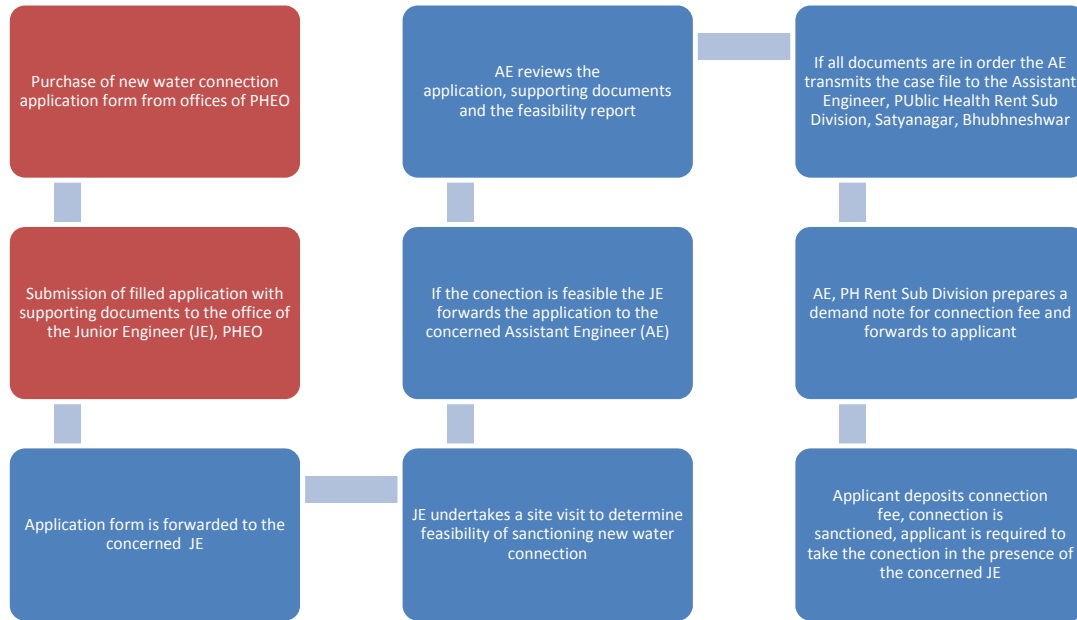 Purchase of new water connection
application form from offices of PHEO
Submission of filled application with
supporting documents to the office of
the Junior Engineer (JE), PHEO
Application form is forwarded to the
concerned JE
JE undertakes a site visit to determine
feasibility of sanctioning new water
connection
If the conection is feasible the JE
forwards the application to the
concerned Assistant Engineer (AE)
AE reviews the
application, supporting documents
and the feasibility report
If all documents are in order the AE
transmits the case file to the Assistant
Engineer, PUblic Health Rent Sub
Division, Satyanagar, Bhubhneshwar
AE, PH Rent Sub Division prepares a
demand note for connection fee and
forwards to applicant
Applicant deposits connection
fee, connection is
sanctioned, applicant is required to
take the conection in the presence of
the concerned JE